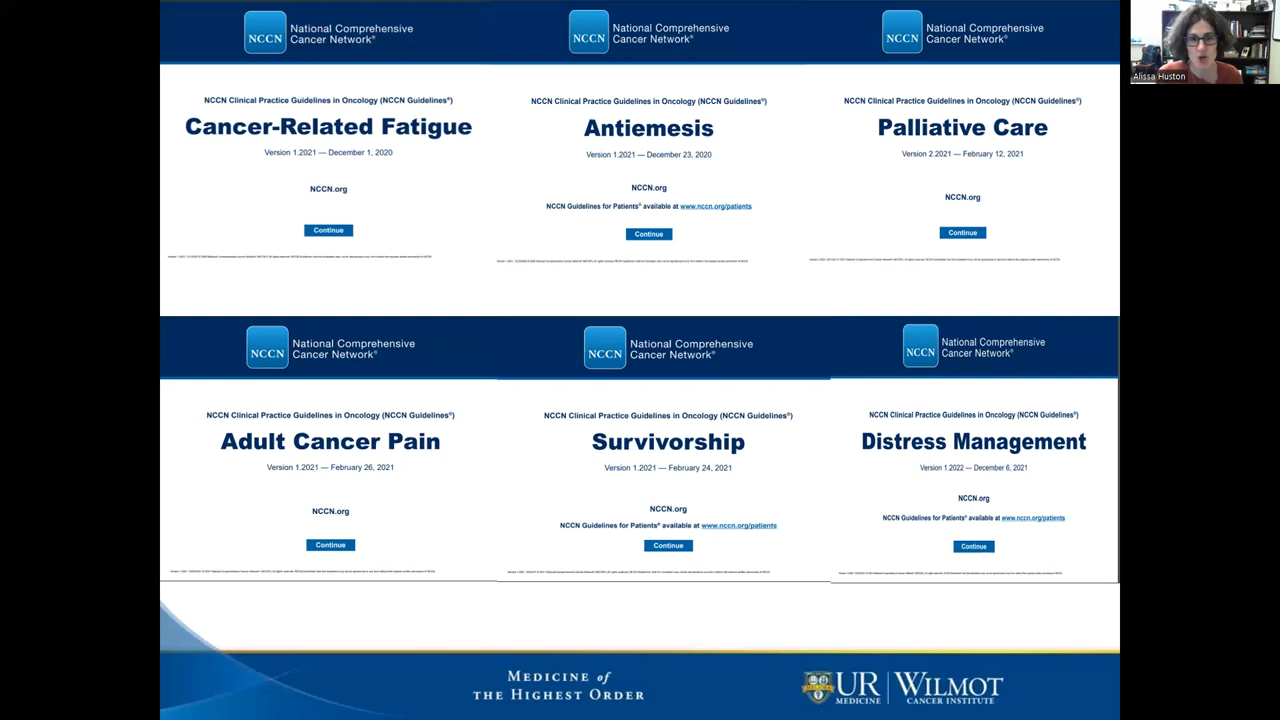 NCCN
National Comprehensive
Cancer Network®
NCCN Clinical Practice Guidelines in Oncology (NCCN Guidelines®)
Cancer-Related Fatigue
Version 1.2021 — December 1, 2020
NCCN.org
Continue
NCCN
National Comprehensive
Cancer Network®
NCCN Clinical Practice Guidelines in Oncology (NCCN Guidelines®)
Antiemesis
Version 1.2021 — December 23, 2020
NCCN.org
NCCN Guidelines for Patients® available at www.nccn.org/patients
Continue
NCCN
National Comprehensive
Cancer Network®
NCCN Clinical Practice Guidelines in Oncology (NCCN Guidelines®)
Palliative Care
Version 2.2021 — February 12, 2021
NCCN.org
Continue
Alissa Huston
NCCN
National Comprehensive
Cancer Network®
NCCN Clinical Practice Guidelines in Oncology (NCCN Guidelines®)
Adult Cancer Pain
Version 1.2021 — February 26, 2021
NCCN.org
Continue
NCCN
National Comprehensive
Cancer Network®
NCCN Clinical Practice Guidelines in Oncology (NCCN Guidelines®)
Survivorship
Version 1.2021 — February 24, 2021
NCCN.org
NCCN Guidelines for Patients® available at www.nccn.org/patients
Continue
NCCN
National Comprehensive
Cancer Network®
NCCN Clinical Practice Guidelines in Oncology (NCCN Guidelines®)
Distress Management
Version 1.2022 — December 6, 2021
NCCN.org
NCCN Guidelines for Patients® available at www.nccn.org/patients
Continue
MEDICINE of
THE HIGHEST ORDER
UR
MEDICINE
WILMOT
CANCER INSTITUTE